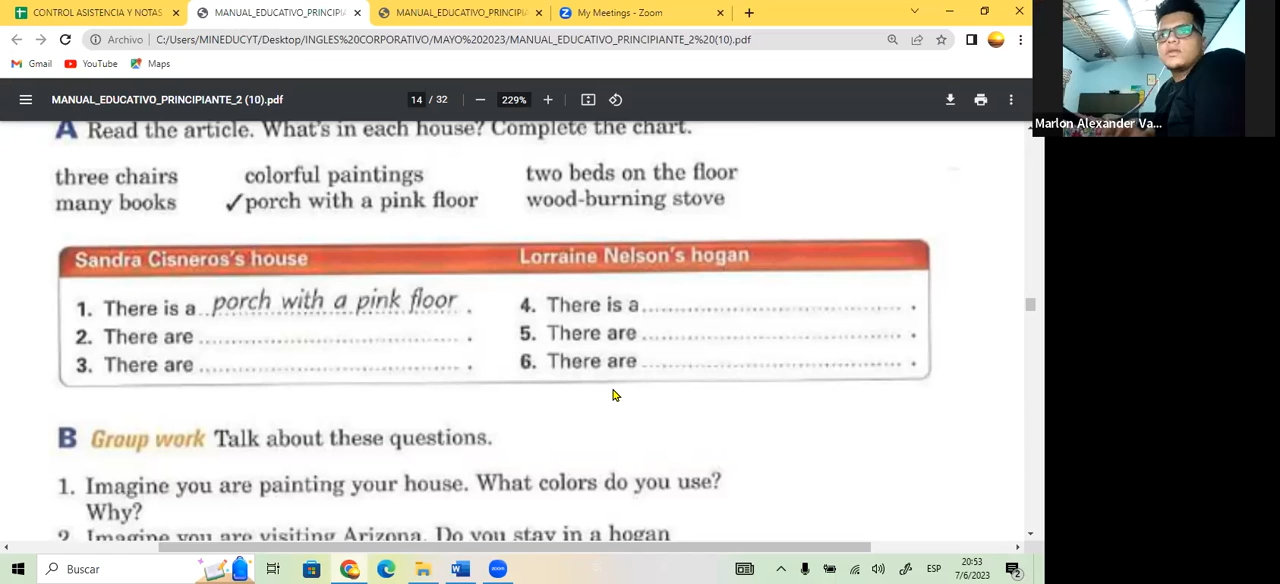 CONTROL ASISTENCIA Y NOTAS
MANUAL_EDUCATIVO_PRINCIPIA
MANUAL_EDUCATIVO_PRINCIPIA
My Meetings - Zoom
Archivo
C:/Users/MINEDUCYT/Desktop/INGLES%20CORPORATIVO/MAYO%202023/MANUAL_EDUCATIVO_PRINCIPIANTE_2%20(10).pdf
Gmail
YouTube
Maps
MANUAL_EDUCATIVO_PRINCIPIANTE_2 (10).pdf
14 / 32
229%
Marlon Alexander Va...
A Read the article. What's in each house? Complete the chart.
three chairs colorful paintings two beds on the floor
many books ✓porch with a pink floor wood-burning stove
Sandra Cisneros's house Lorraine Nelson's hogan
1. There is a porch with a pink floor . 4. There is a .
2. There are . 5. There are .
3. There are . 6. There are .
B Group work Talk about these questions.
1. Imagine you are painting your house. What colors do you use?
Why?
2. Imagine you are visiting Arizona. Do you stay in a hogan
Buscar
zoom
ESP
20:53
7/6/2023
2